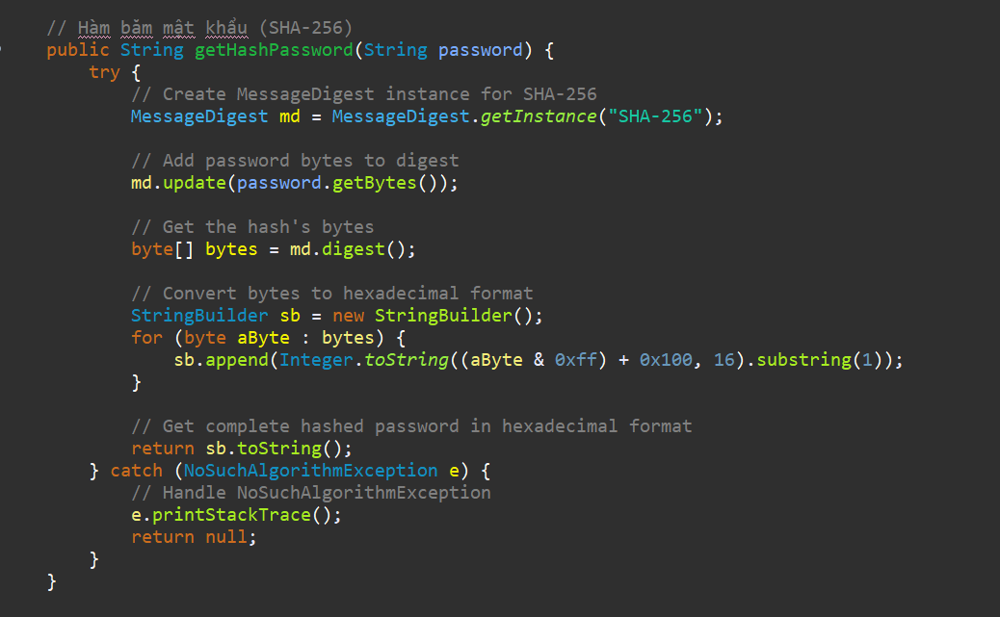 // Hàm băm mật khẩu (SHA-256)
public String getHashPassword(String password) {
try {
// Create MessageDigest instance for SHA-256
MessageDigest md = MessageDigest.getInstance("SHA-256");
// Add password bytes to digest
md.update(password.getBytes());
// Get the hash's bytes
byte[] bytes = md.digest();
// Convert bytes to hexadecimal format
StringBuilder sb = new StringBuilder();
for (byte aByte : bytes) {
sb.append(Integer.toString((aByte & 0xff) + 0x100, 16).substring(1));
}
// Get complete hashed password in hexadecimal format
return sb.toString();
} catch (NoSuchAlgorithmException e) {
// Handle NoSuchAlgorithmException
e.printStackTrace();
return null;
}
}